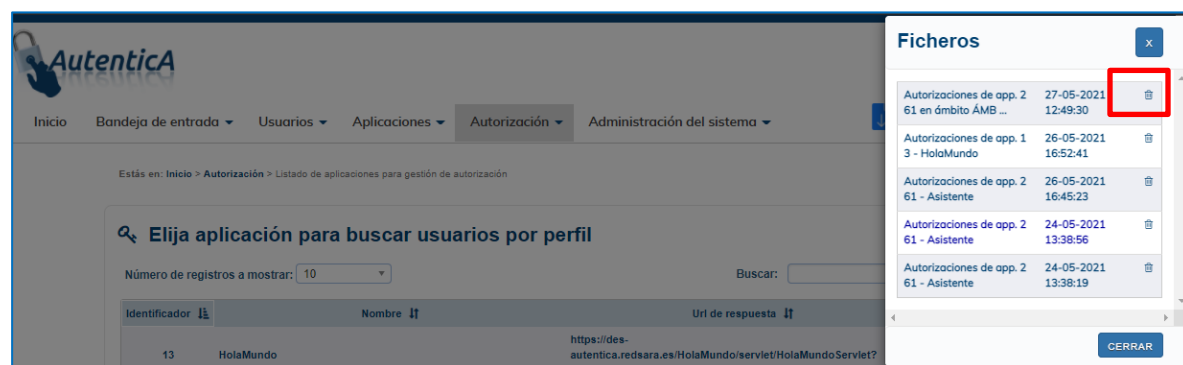 AutenticA
Inicio Bandeja de entrada Usuarios Aplicaciones Autorización Administración del sistema
Estás en: Inicio > Autorización > Listado de aplicaciones para gestión de autorización
Elija aplicación para buscar usuarios por perfil
Número de registros a mostrar: 10 Buscar:
Identificador Nombre Url de respuesta
13 HolaMundo https://des-
autentica.redsara.es/HolaMundo/servlet/HolaMundoServlet?
Ficheros x
Autorizaciones de app. 2 27-05-2021
61 en ámbito ÁMB ... 12:49:30
Autorizaciones de app. 1 26-05-2021
3 - HolaMundo 16:52:41
Autorizaciones de app. 2 26-05-2021
61 - Asistente 16:45:23
Autorizaciones de app. 2 24-05-2021
61 - Asistente 13:38:56
Autorizaciones de app. 2 24-05-2021
61 - Asistente 13:38:19
CERRAR